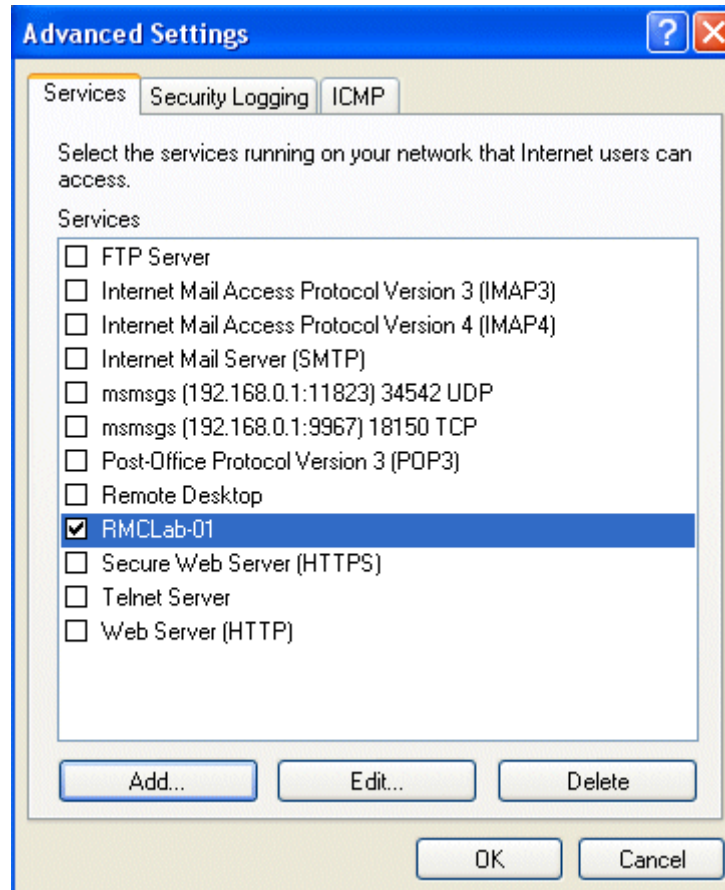 Advanced Settings
Services Security Logging ICMP
Select the services running on your network that Internet users can
access.
Services
FTP Server
Internet Mail Access Protocol Version 3 (IMAP3)
Internet Mail Access Protocol Version 4 (IMAP4)
Internet Mail Server (SMTP)
msmsgs (192.168.0.1:11823) 34542 UDP
msmsgs (192.168.0.1:9967) 18150 TCP
Post-Office Protocol Version 3 (POP3)
Remote Desktop
RMCLab-01
Secure Web Server (HTTPS)
Telnet Server
Web Server (HTTP)
Add... Edit... Delete
OK Cancel